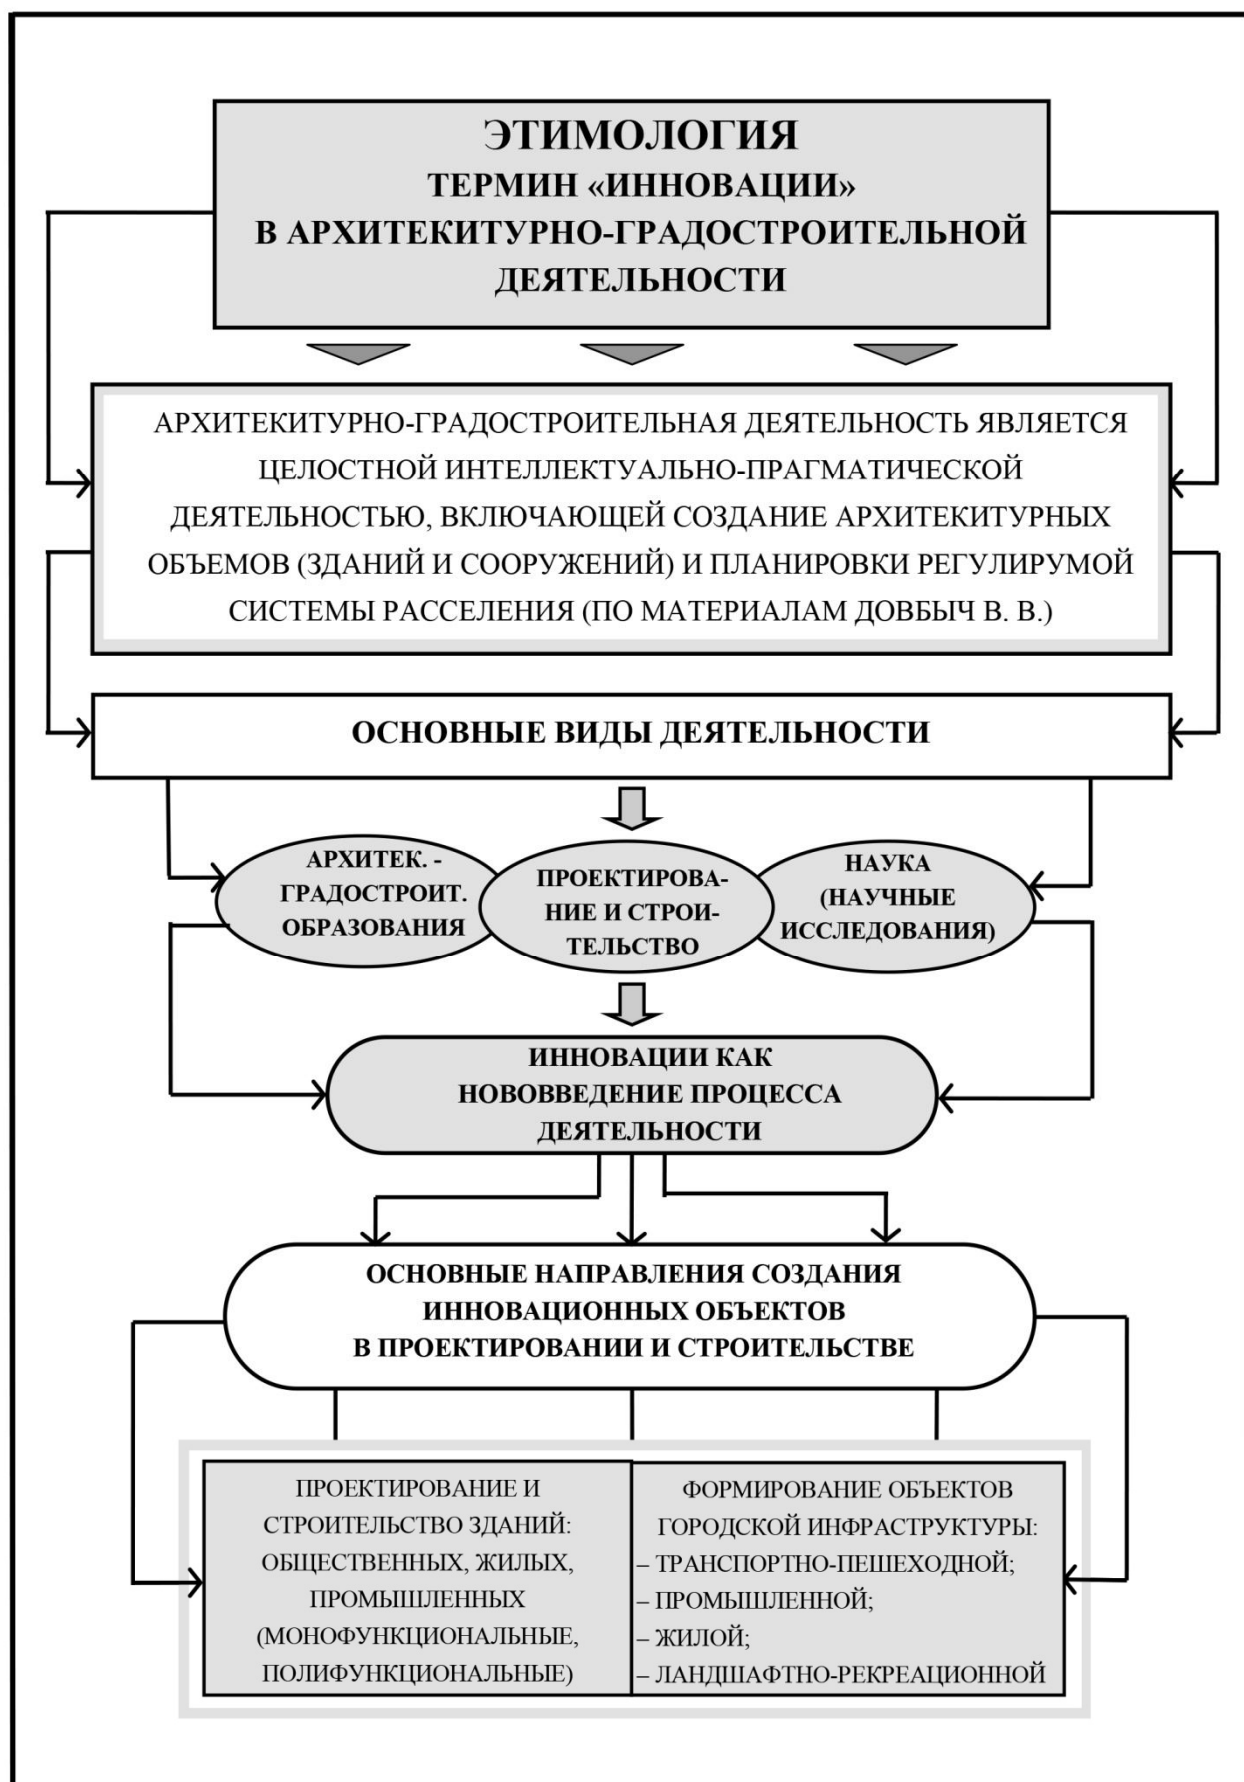 ЭТИМОЛОГИЯ
ТЕРМИН «ИННОВАЦИИ»
В АРХИТЕКИТУРНО-ГРАДОСТРОИТЕЛЬНОЙ
ДЕЯТЕЛЬНОСТИ
АРХИТЕКИТУРНО-ГРАДОСТРОИТЕЛЬНАЯ ДЕЯТЕЛЬНОСТЬ ЯВЛЯЕТСЯ
ЦЕЛОСТНОЙ ИНТЕЛЛЕКТУАЛЬНО-ПРАГМАТИЧЕСКОЙ
ДЕЯТЕЛЬНОСТЬЮ, ВКЛЮЧАЮЩЕЙ СОЗДАНИЕ АРХИТЕКИТУРНЫХ
ОБЪЕМОВ (ЗДАНИЙ И СООРУЖЕНИЙ) И ПЛАНИРОВКИ РЕГУЛИРУМОЙ
СИСТЕМЫ РАССЕЛЕНИЯ (ПО МАТЕРИАЛАМ ДОВБЫЧ В. В.)
ОСНОВНЫЕ ВИДЫ ДЕЯТЕЛЬНОСТИ
АРХИТЕК. -
ГРАДОСТРОИТ.
ОБРАЗОВАНИЯ
ПРОЕКТИРОВА-
НИЕ И СТРОИ-
ТЕЛЬСТВО
НАУКА
(НАУЧНЫЕ
ИССЛЕДОВАНИЯ)
ИННОВАЦИИ КАК
НОВОВВЕДЕНИЕ ПРОЦЕССА
ДЕЯТЕЛЬНОСТИ
ОСНОВНЫЕ НАПРАВЛЕНИЯ СОЗДАНИЯ
ИННОВАЦИОННЫХ ОБЪЕКТОВ
В ПРОЕКТИРОВАНИИ И СТРОИТЕЛЬСТВЕ
ПРОЕКТИРОВАНИЕ И
СТРОИТЕЛЬСТВО ЗДАНИЙ:
ОБЩЕСТВЕННЫХ, ЖИЛЫХ,
ПРОМЫШЛЕННЫХ
(МОНОФУНКЦИОНАЛЬНЫЕ,
ПОЛИФУНКЦИОНАЛЬНЫЕ)
ФОРМИРОВАНИЕ ОБЪЕКТОВ
ГОРОДСКОЙ ИНФРАСТРУКТУРЫ:
– ТРАНСПОРТНО-ПЕШЕХОДНОЙ;
– ПРОМЫШЛЕННОЙ;
– ЖИЛОЙ;
– ЛАНДШАФТНО-РЕКРЕАЦИОННОЙ